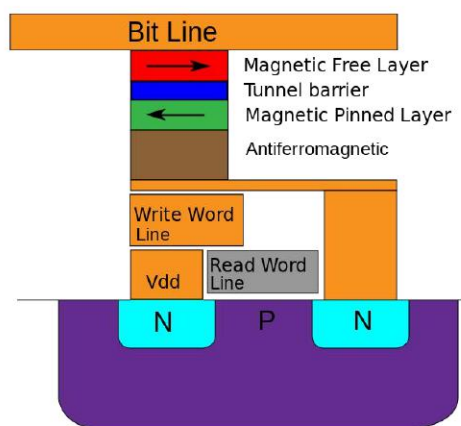 Bit Line
Magnetic Free Layer
Tunnel barrier
Magnetic Pinned Layer
Antiferromagnetic
Write Word
Line
Vdd
Read Word
Line
N
P
N